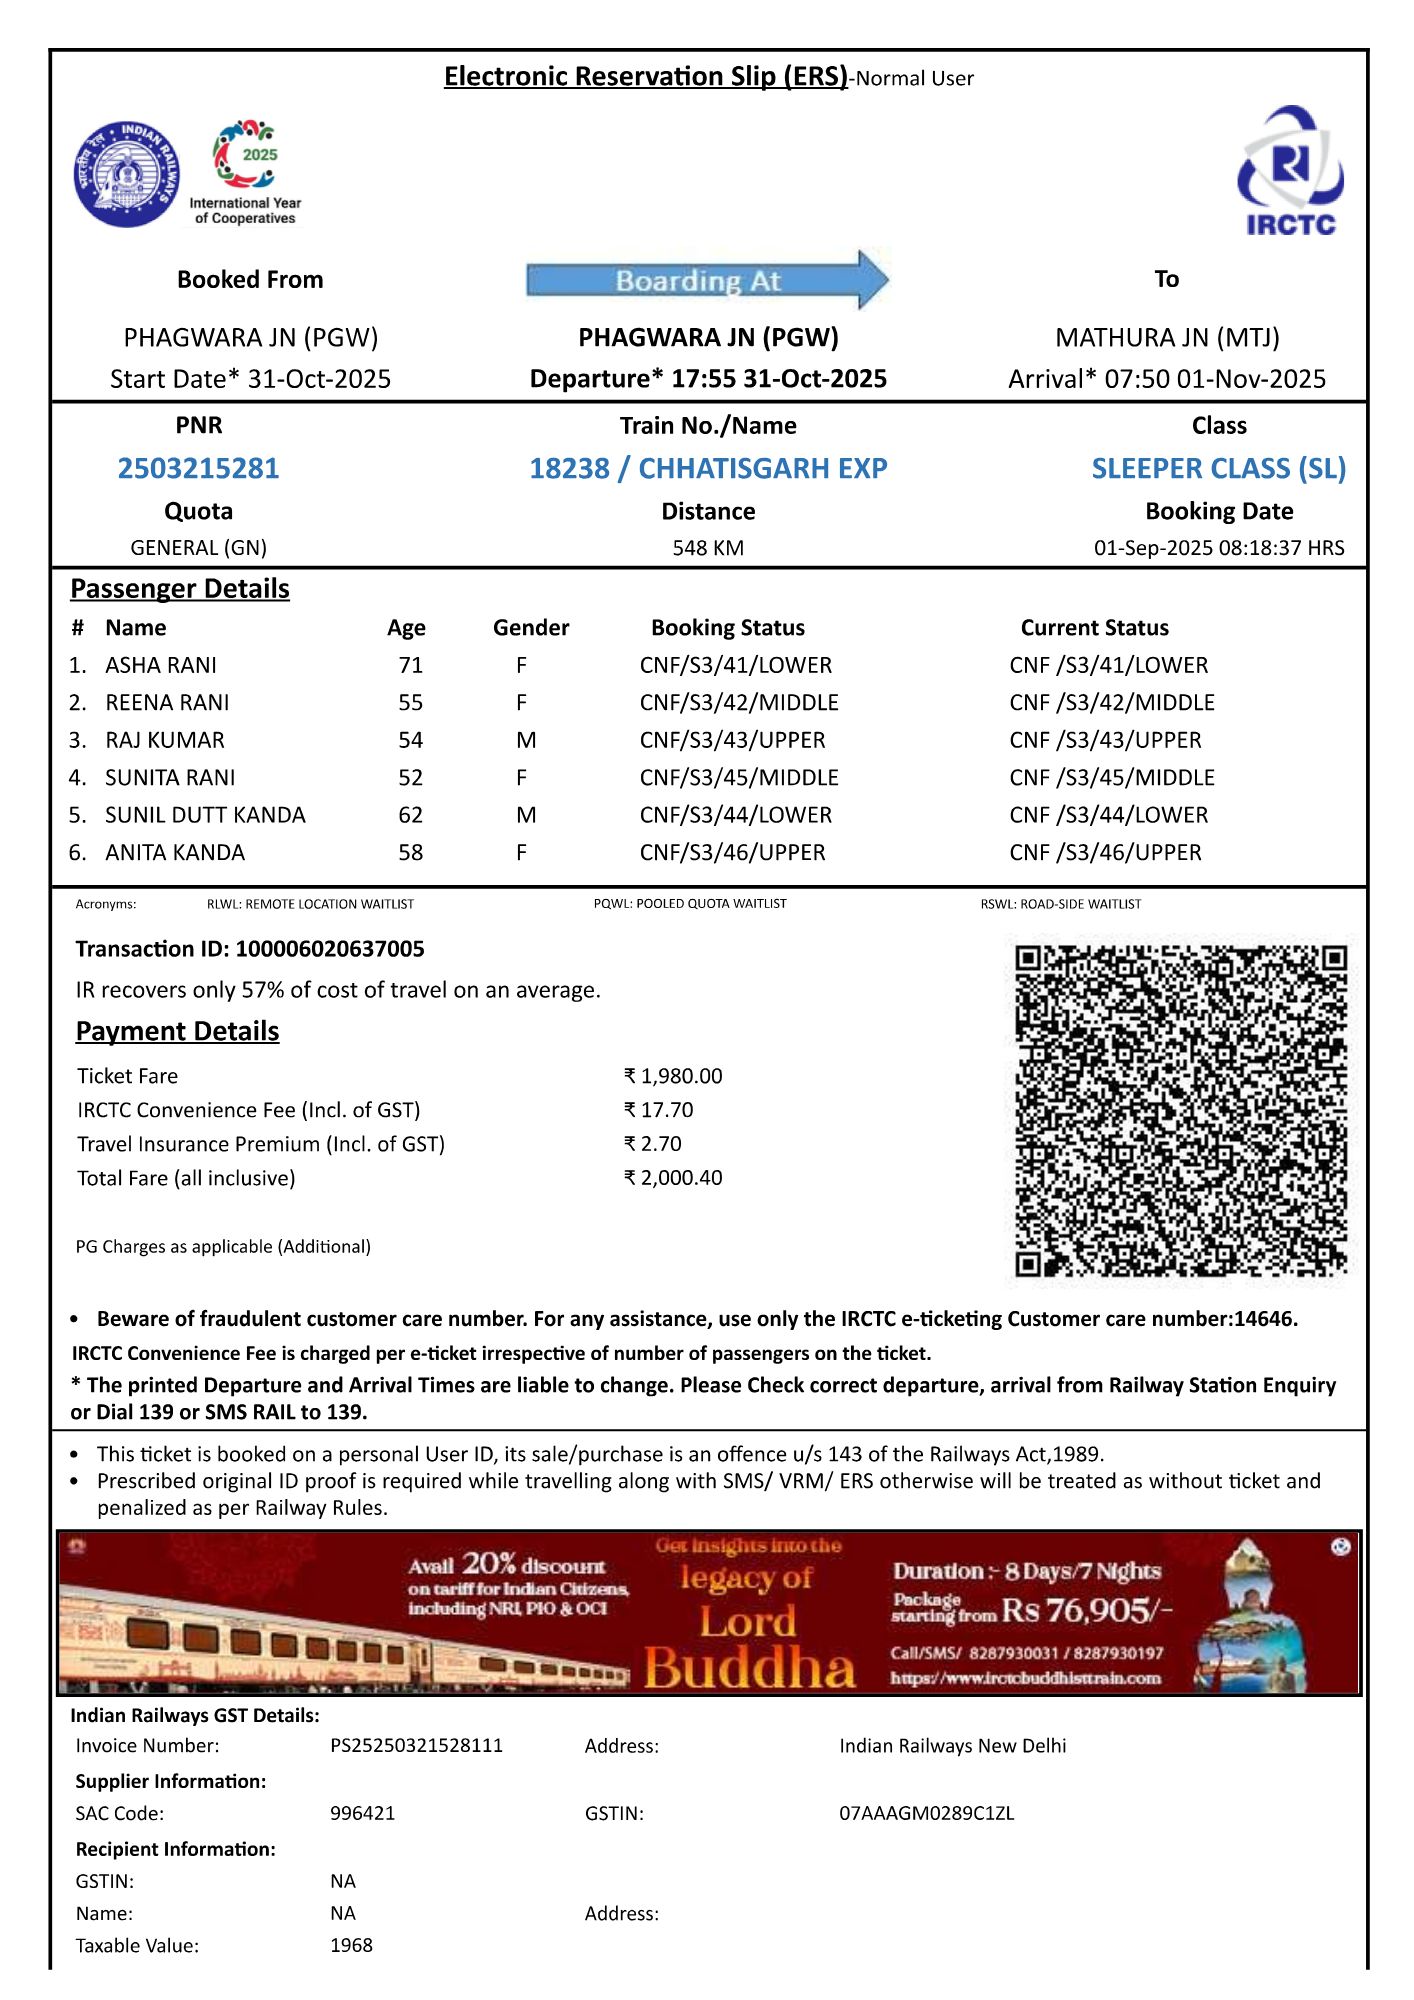 Electronic Reservation Slip (ERS)-Normal User
INDIAN RAILWAYS
भारतीय रेल
2025
International Year
of Cooperatives
IRCTC
Booked From
Boarding At
To
PHAGWARA JN (PGW)
PHAGWARA JN (PGW)
MATHURA JN (MTJ)
Start Date* 31-Oct-2025
Departure* 17:55 31-Oct-2025
Arrival* 07:50 01-Nov-2025
PNR Train No./Name Class
2503215281 18238 / CHHATISGARH EXP SLEEPER CLASS (SL)
Quota Distance Booking Date
GENERAL (GN) 548 KM 01-Sep-2025 08:18:37 HRS
Passenger Details
# Name Age Gender Booking Status Current Status
1. ASHA RANI 71 F CNF/S3/41/LOWER CNF /S3/41/LOWER
2. REENA RANI 55 F CNF/S3/42/MIDDLE CNF /S3/42/MIDDLE
3. RAJ KUMAR 54 M CNF/S3/43/UPPER CNF /S3/43/UPPER
4. SUNITA RANI 52 F CNF/S3/45/MIDDLE CNF /S3/45/MIDDLE
5. SUNIL DUTT KANDA 62 M CNF/S3/44/LOWER CNF /S3/44/LOWER
6. ANITA KANDA 58 F CNF/S3/46/UPPER CNF /S3/46/UPPER
Acronyms: RLWL: REMOTE LOCATION WAITLIST PQWL: POOLED QUOTA WAITLIST RSWL: ROAD-SIDE WAITLIST
Transaction ID: 100006020637005
IR recovers only 57% of cost of travel on an average.
Payment Details
Ticket Fare ₹ 1,980.00
IRCTC Convenience Fee (Incl. of GST) ₹ 17.70
Travel Insurance Premium (Incl. of GST) ₹ 2.70
Total Fare (all inclusive) ₹ 2,000.40
PG Charges as applicable (Additional)
• Beware of fraudulent customer care number. For any assistance, use only the IRCTC e-ticketing Customer care number:14646.
IRCTC Convenience Fee is charged per e-ticket irrespective of number of passengers on the ticket.
* The printed Departure and Arrival Times are liable to change. Please Check correct departure, arrival from Railway Station Enquiry
or Dial 139 or SMS RAIL to 139.
• This ticket is booked on a personal User ID, its sale/purchase is an offence u/s 143 of the Railways Act,1989.
• Prescribed original ID proof is required while travelling along with SMS/ VRM/ ERS otherwise will be treated as without ticket and
penalized as per Railway Rules.
Avail 20% discount
on tariff for Indian Citizens,
including NRI, PIO & OCI
Get insights into the
legacy of
Lord
Buddha
Duration :- 8 Days/7 Nights
Package
starting from Rs 76,905/-
Call/SMS/ 8287930031 / 8287930197
https://www.irctcbuddhisttrain.com
Indian Railways GST Details:
Invoice Number: PS25250321528111 Address: Indian Railways New Delhi
Supplier Information:
SAC Code: 996421 GSTIN: 07AAAGM0289C1ZL
Recipient Information:
GSTIN: NA
Name: NA Address:
Taxable Value: 1968